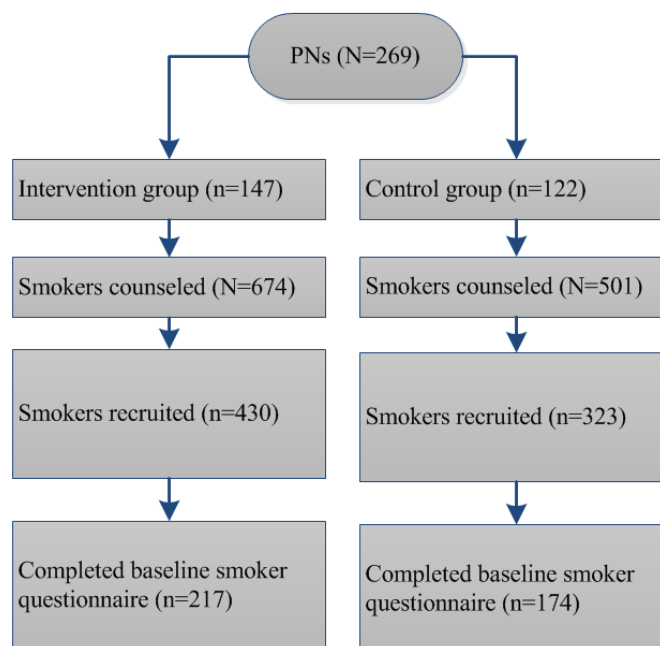 PNs (N=269)
Intervention group (n=147)
Control group (n=122)
Smokers counseled (N=674)
Smokers counseled (N=501)
Smokers recruited (n=430)
Smokers recruited (n=323)
Completed baseline smoker
questionnaire (n=217)
Completed baseline smoker
questionnaire (n=174)